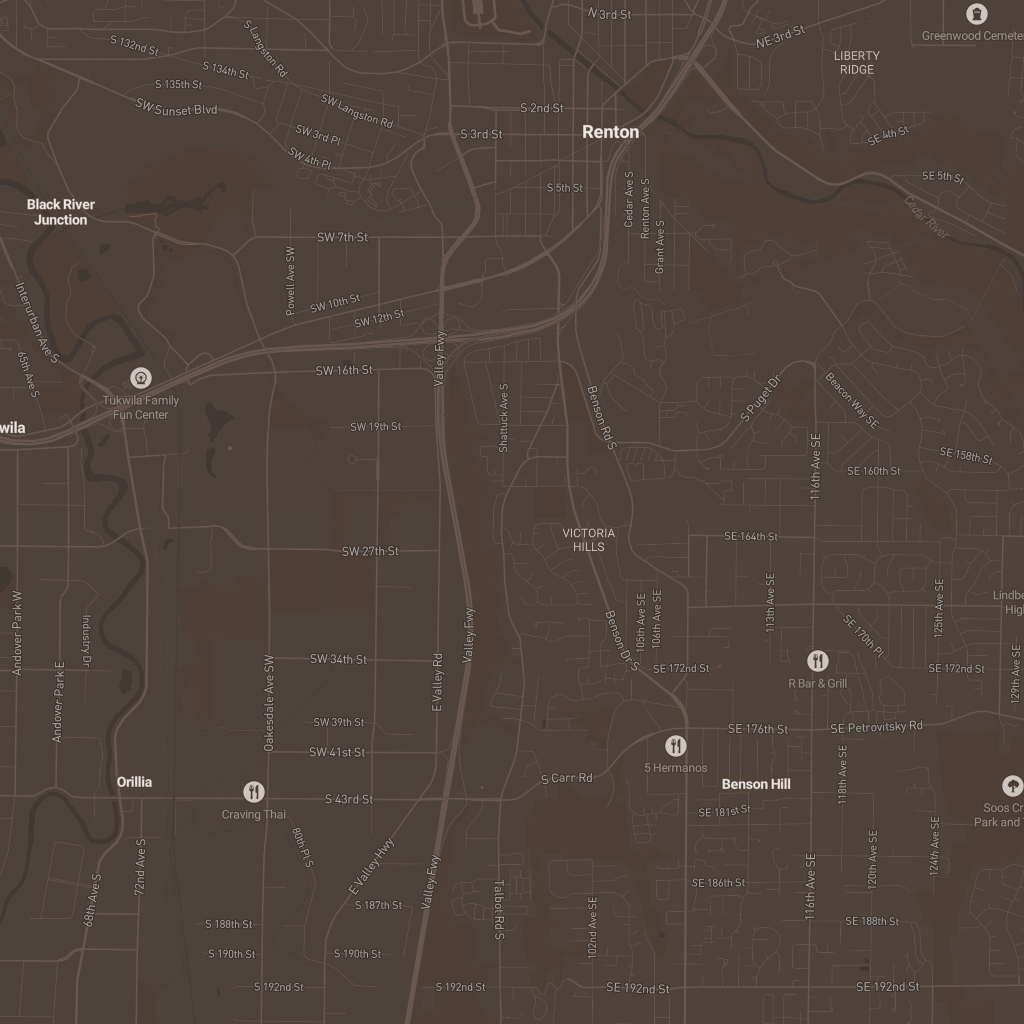 N 3rd St
NE 3rd St
Greenwood Cemete
S 132nd St
S Langston Rd
S 134th St
S 135th St
LIBERTY
RIDGE
SW Sunset Blvd
SW Langston Rd
S 2nd St
SW 3rd Pl
S 3rd St
Renton
SE 4th St
SW 4th Pl
S 5th St
SE 5th St
Cedar Ave S
Renton Ave S
Grant Ave S
Cedar River
Black River
Junction
SW 7th St
Powell Ave SW
SW 10th St
SW 12th St
Interurban Ave S
65th Ave S
Valley Fwy
SW 16th St
Tukwila Family
Fun Center
wila
Shattuck Ave S
Benson Rd S
S Puget Dr
Beacon Way SE
SW 19th St
116th Ave SE
SE 158th St
SE 160th St
VICTORIA
HILLS
SE 164th St
SW 27th St
Andover Park W
Industry Dr
Andover Park E
Valley Fwy
105th Ave SE
106th Ave SE
113th Ave SE
125th Ave SE
Lindbe
High
SE 170th Pl
Benson Dr S
SW 34th St
E Valley Rd
Oakesdale Ave SW
SE 172nd St
SE 172nd St
129th Ave SE
R Bar & Grill
SW 39th St
SE 176th St
SE Petrovitsky Rd
SW 41st St
5 Hermanos
118th Ave SE
Orillia
S Carr Rd
Benson Hill
S 43rd St
Craving Thai
SE 181st St
Soos Cr
Park and T
80th Pl S
E Valley Hwy
Valley Fwy
72nd Ave S
68th Ave S
120th Ave SE
124th Ave SE
116th Ave SE
SE 186th St
S 187th St
Talbot Rd S
102nd Ave SE
S 188th St
SE 188th St
S 190th St
S 190th St
S 192nd St
S 192nd St
SE 192nd St
SE 192nd St